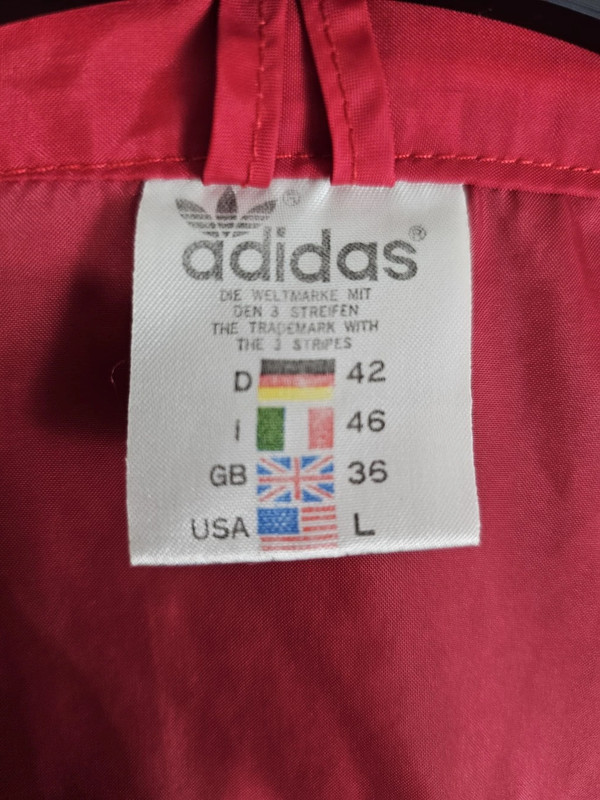 adidas®
DIE WELTMARKE MIT
DEN 3 STREIFEN
THE TRADEMARK WITH
THE 3 STRIPES
D 42
I 46
GB 36
USA L